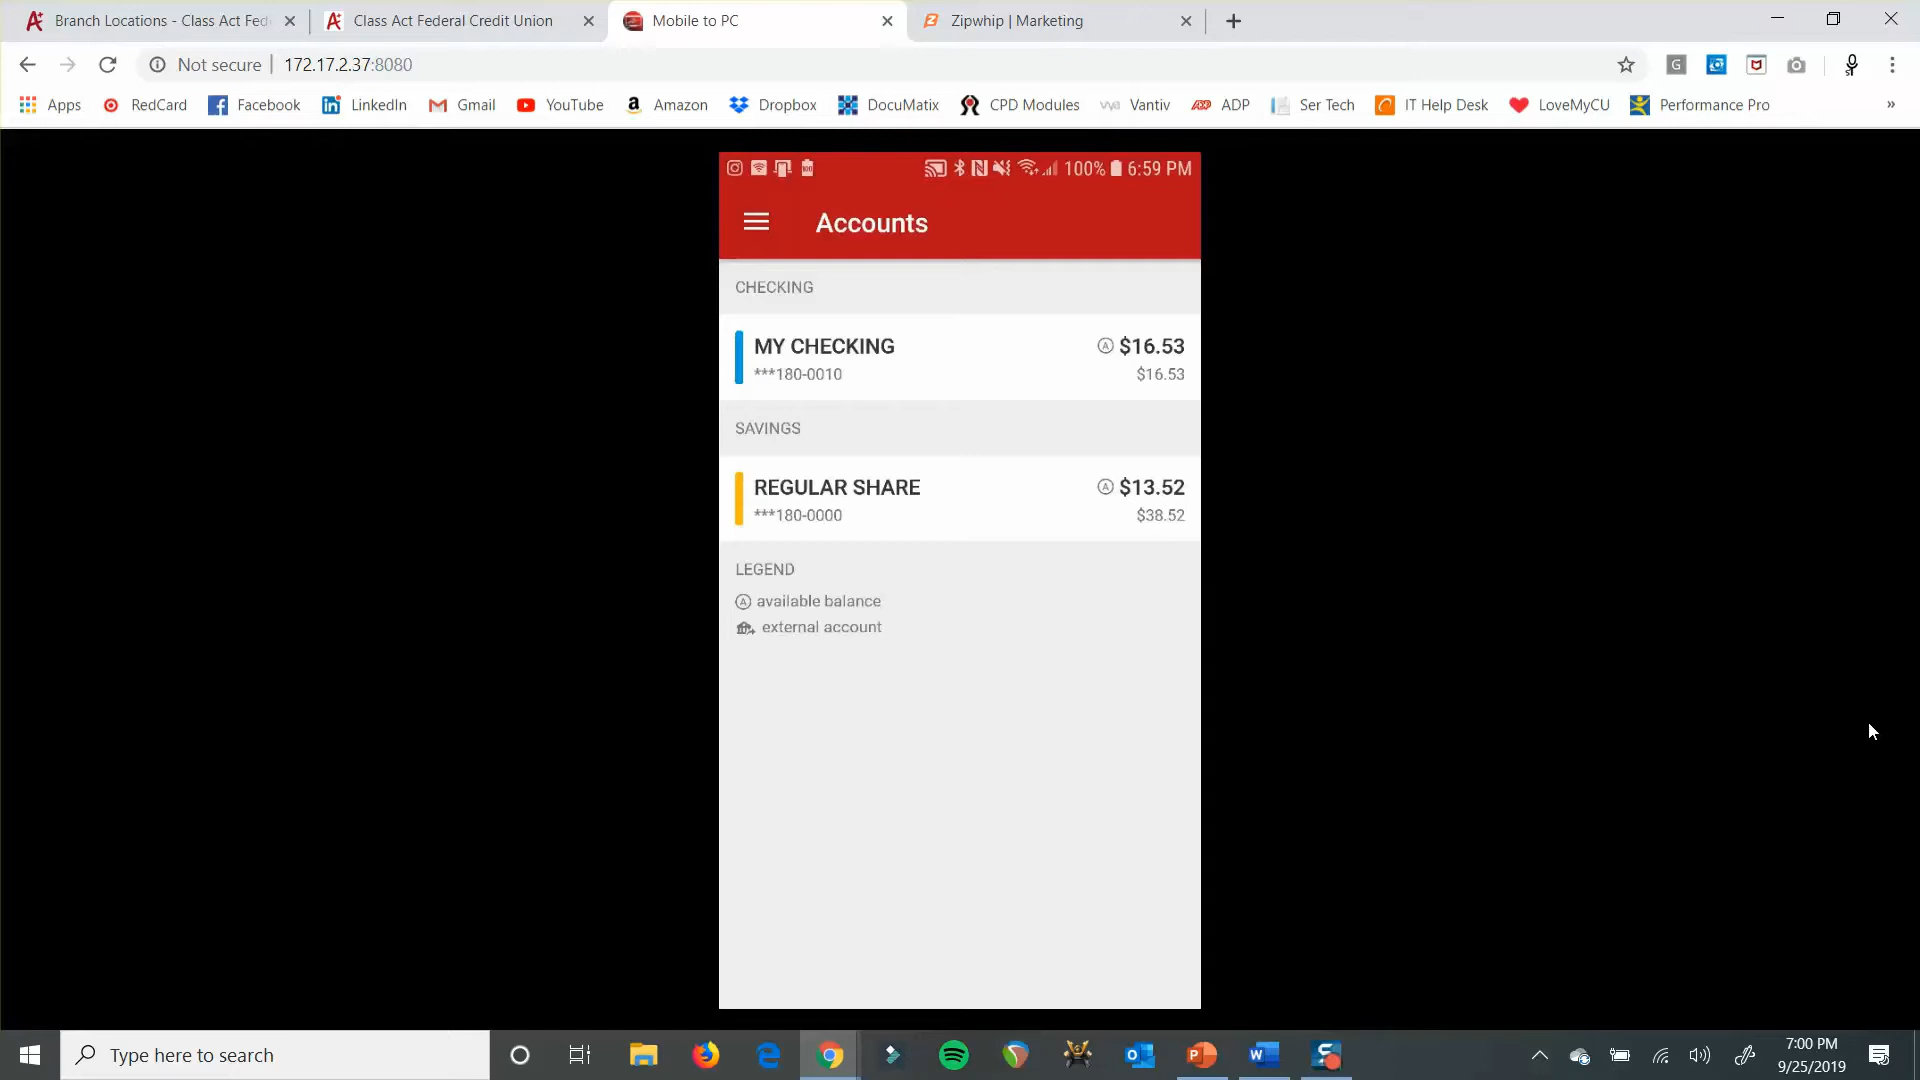 Branch Locations - Class Act Fed
Class Act Federal Credit Union
Mobile to PC
Zipwhip | Marketing
Not secure
172.17.2.37:8080
Apps
RedCard
Facebook
LinkedIn
Gmail
YouTube
Amazon
Dropbox
DocuMatix
CPD Modules
Vantiv
ADP
Ser Tech
IT Help Desk
LoveMyCU
Performance Pro
»
100% 6:59 PM
Accounts
CHECKING
MY CHECKING
A $16.53
***180-0010
$16.53
SAVINGS
REGULAR SHARE
A $13.52
***180-0000
$38.52
LEGEND
A available balance
external account
Type here to search
7:00 PM
9/25/2019